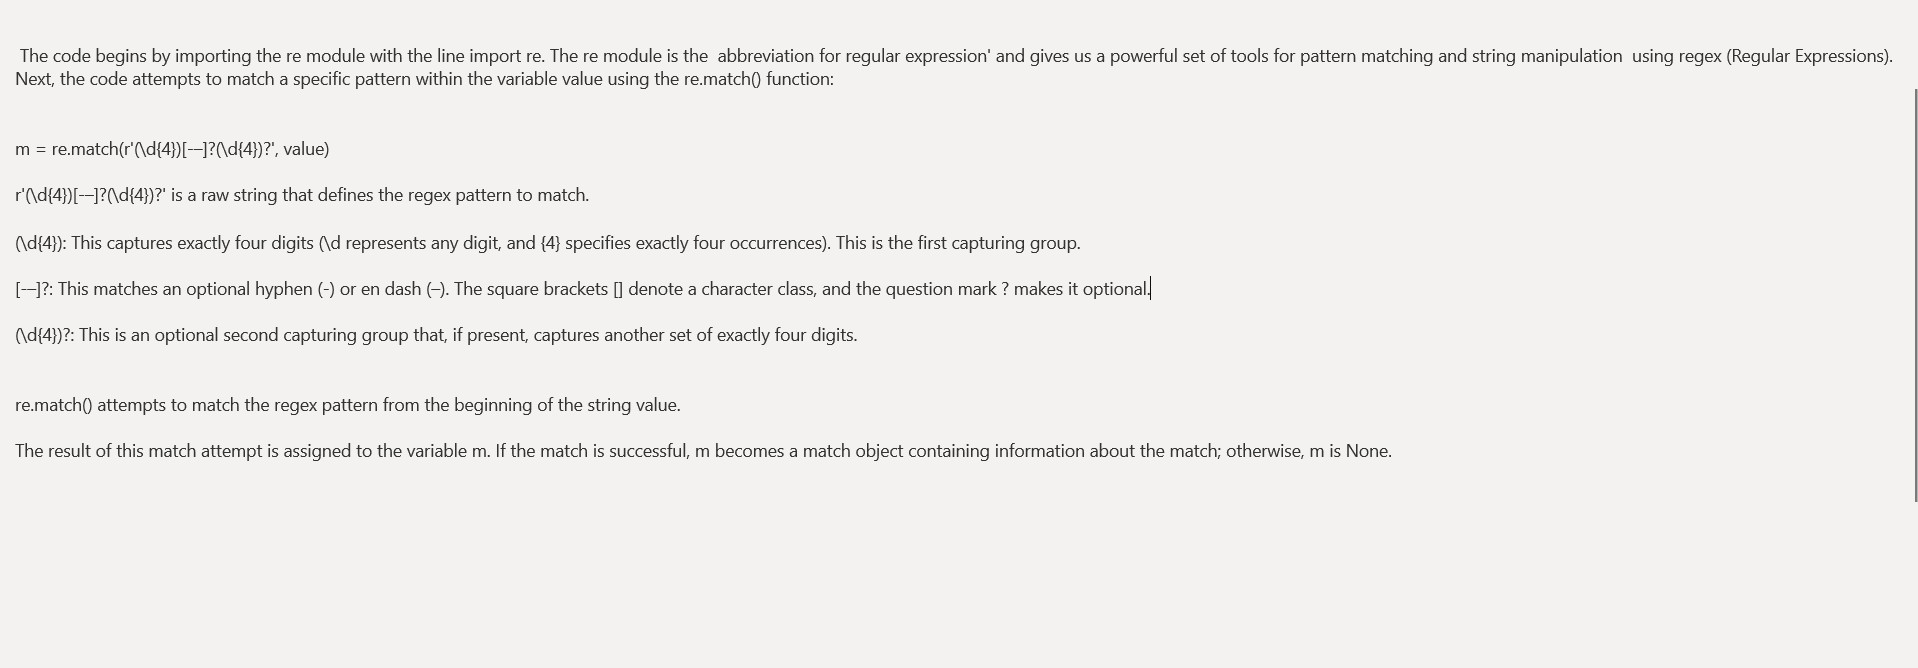 The code begins by importing the re module with the line import re. The re module is the  abbreviation for regular expression' and gives us a powerful set of tools for pattern matching and string manipulation  using regex (Regular Expressions).
Next, the code attempts to match a specific pattern within the variable value using the re.match() function:
m = re.match(r'(\d{4})[-–]?(\d{4})?', value)
r'(\d{4})[-–]?(\d{4})?' is a raw string that defines the regex pattern to match.
(\d{4}): This captures exactly four digits (\d represents any digit, and {4} specifies exactly four occurrences). This is the first capturing group.
[-–]?: This matches an optional hyphen (-) or en dash (–). The square brackets [] denote a character class, and the question mark ? makes it optional.
(\d{4})?: This is an optional second capturing group that, if present, captures another set of exactly four digits.
re.match() attempts to match the regex pattern from the beginning of the string value.
The result of this match attempt is assigned to the variable m. If the match is successful, m becomes a match object containing information about the match; otherwise, m is None.